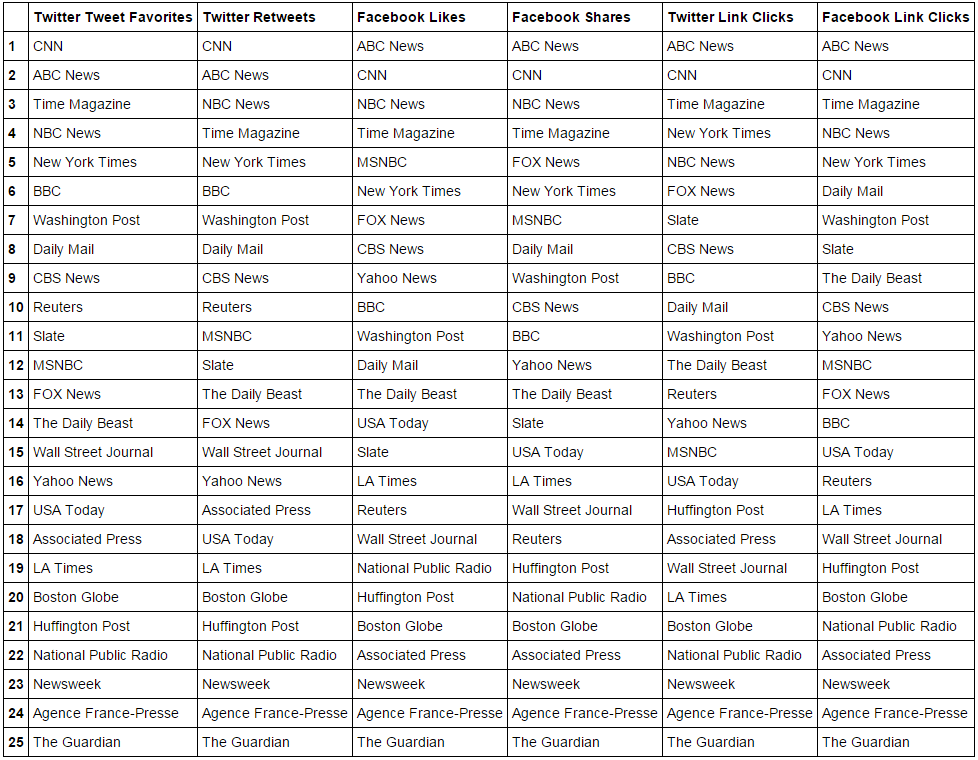 Twitter Tweet Favorites Twitter Retweets Facebook Likes Facebook Shares Twitter Link Clicks Facebook Link Clicks
1 CNN CNN ABC News ABC News ABC News ABC News
2 ABC News ABC News CNN CNN CNN CNN
3 Time Magazine NBC News NBC News NBC News Time Magazine Time Magazine
4 NBC News Time Magazine Time Magazine Time Magazine New York Times NBC News
5 New York Times New York Times MSNBC FOX News NBC News New York Times
6 BBC BBC New York Times New York Times FOX News Daily Mail
7 Washington Post Washington Post FOX News MSNBC Slate Washington Post
8 Daily Mail Daily Mail CBS News Daily Mail CBS News Slate
9 CBS News CBS News Yahoo News Washington Post BBC The Daily Beast
10 Reuters Reuters BBC CBS News Daily Mail CBS News
11 Slate MSNBC Washington Post BBC Washington Post Yahoo News
12 MSNBC Slate Daily Mail Yahoo News The Daily Beast MSNBC
13 FOX News The Daily Beast The Daily Beast The Daily Beast Reuters FOX News
14 The Daily Beast FOX News USA Today Slate Yahoo News BBC
15 Wall Street Journal Wall Street Journal Slate USA Today MSNBC USA Today
16 Yahoo News Yahoo News LA Times LA Times USA Today Reuters
17 USA Today Associated Press Reuters Wall Street Journal Huffington Post LA Times
18 Associated Press USA Today Wall Street Journal Reuters Associated Press Wall Street Journal
19 LA Times LA Times National Public Radio Huffington Post Wall Street Journal Huffington Post
20 Boston Globe Boston Globe Huffington Post National Public Radio LA Times Boston Globe
21 Huffington Post Huffington Post Boston Globe Boston Globe Boston Globe National Public Radio
22 National Public Radio National Public Radio Associated Press Associated Press National Public Radio Associated Press
23 Newsweek Newsweek Newsweek Newsweek Newsweek Newsweek
24 Agence France-Presse Agence France-Presse Agence France-Presse Agence France-Presse Agence France-Presse Agence France-Presse
25 The Guardian The Guardian The Guardian The Guardian The Guardian The Guardian